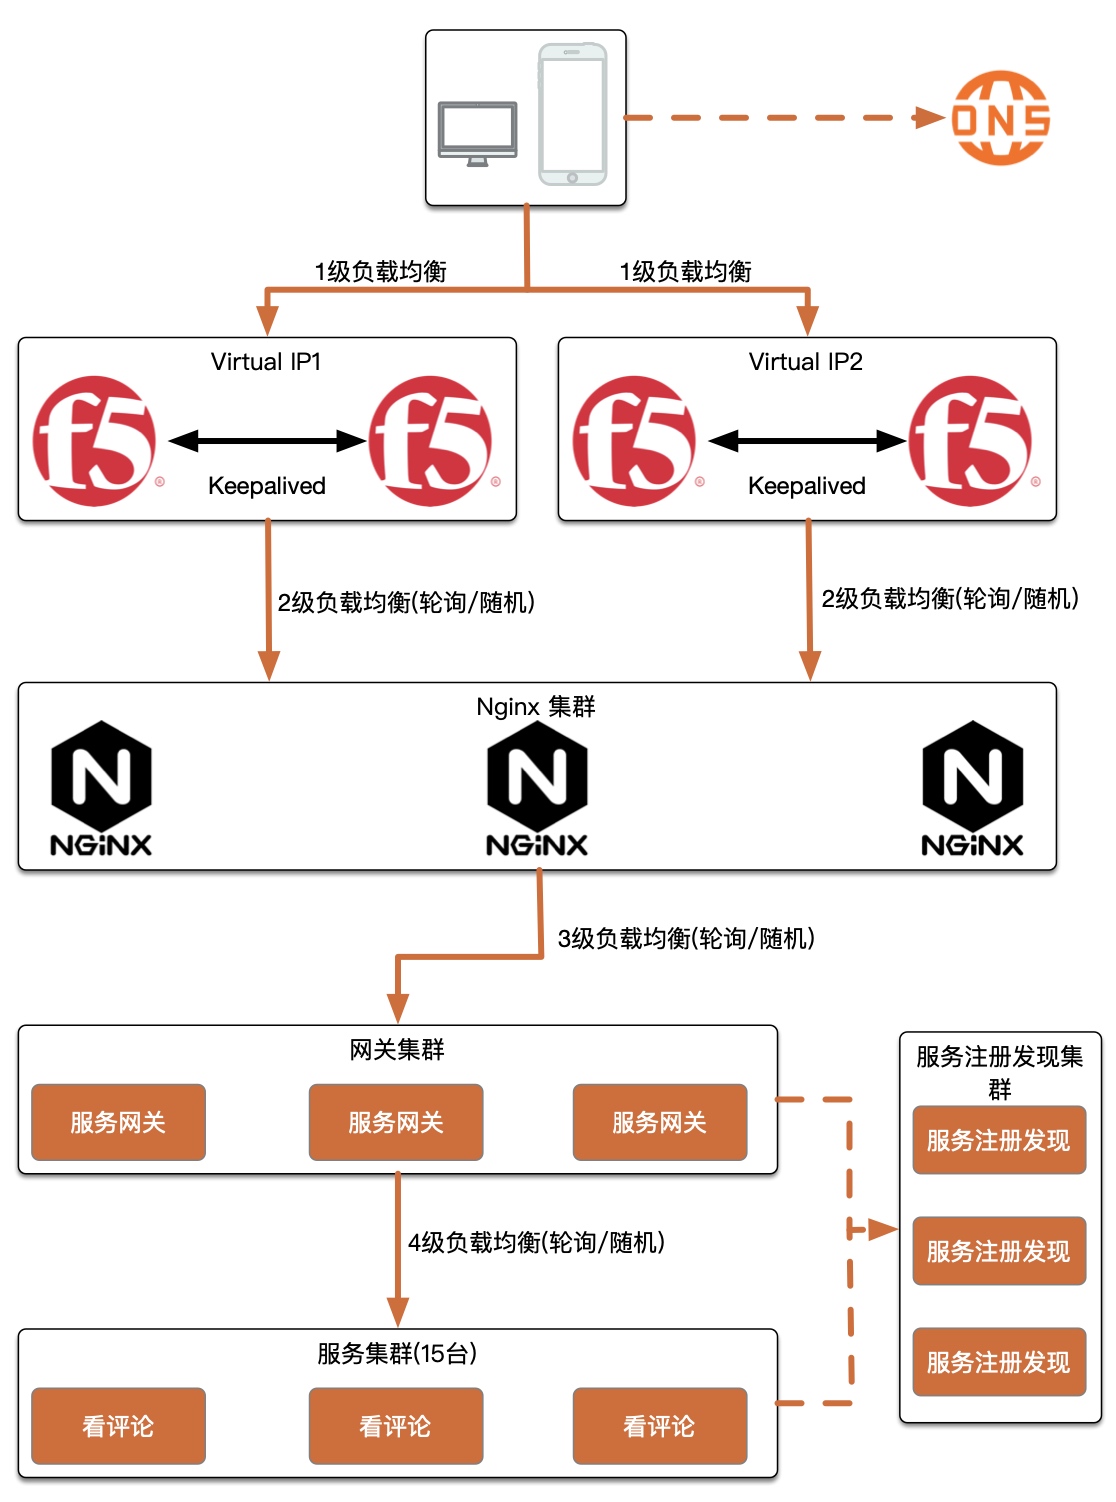 DNS
1级负载均衡
1级负载均衡
Virtual IP1
Virtual IP2
f5
f5
f5
f5
Keepalived
Keepalived
2级负载均衡(轮询/随机)
2级负载均衡(轮询/随机)
Nginx 集群
N
N
N
NGiNX
NGiNX
NGiNX
3级负载均衡(轮询/随机)
网关集群
服务网关
服务网关
服务网关
服务注册发现集
群
服务注册发现
服务注册发现
服务注册发现
4级负载均衡(轮询/随机)
服务集群(15台)
看评论
看评论
看评论